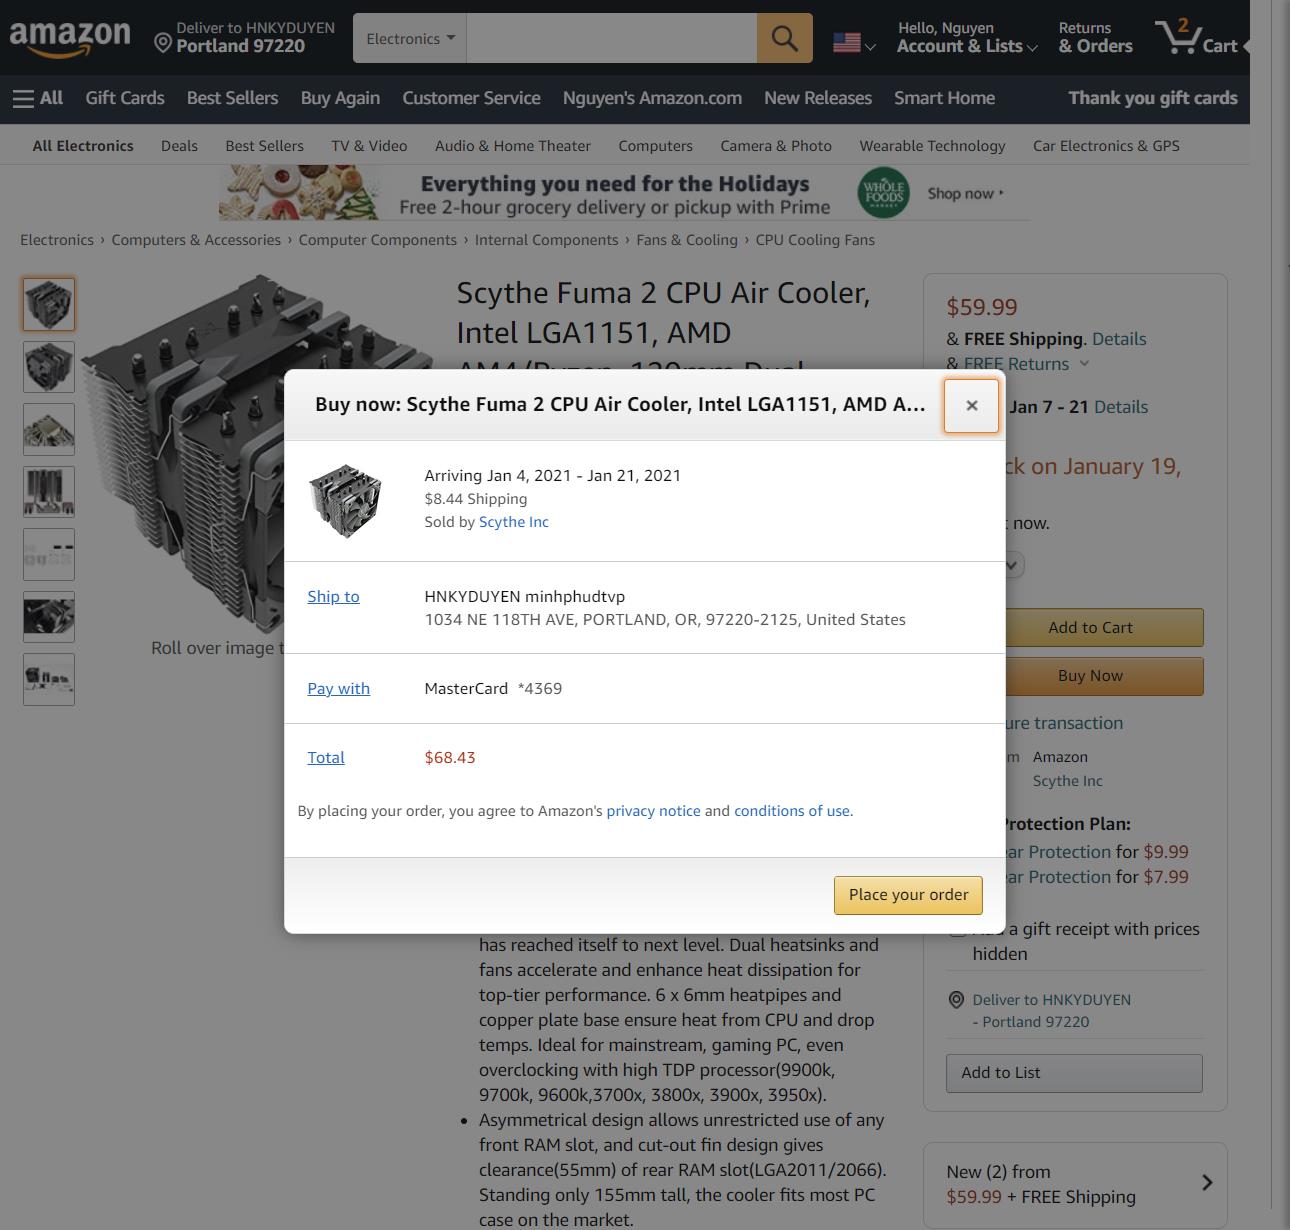 amazon
Deliver to HNKYDUYEN
Portland 97220
Electronics
Hello, Nguyen
Account & Lists
Returns
& Orders
2
Cart
All
Gift Cards
Best Sellers
Buy Again
Customer Service
Nguyen's Amazon.com
New Releases
Smart Home
Thank you gift cards
All Electronics
Deals
Best Sellers
TV & Video
Audio & Home Theater
Computers
Camera & Photo
Wearable Technology
Car Electronics & GPS
Everything you need for the Holidays
Free 2-hour grocery delivery or pickup with Prime
WHOLE
FOODS
MARKET
Shop now
Electronics › Computers & Accessories › Computer Components › Internal Components › Fans & Cooling › CPU Cooling Fans
Scythe Fuma 2 CPU Air Cooler,
Intel LGA1151, AMD
AM4/Ryzen, 120mm Dual
Roll over image t
$59.99
& FREE Shipping. Details
& FREE Returns
Jan 7 - 21 Details
ck on January 19,
t now.
Add to Cart
Buy Now
ure transaction
m Amazon
Scythe Inc
Protection Plan:
ear Protection for $9.99
ear Protection for $7.99
Add a gift receipt with prices
hidden
Deliver to HNKYDUYEN
- Portland 97220
Add to List
New (2) from
$59.99 + FREE Shipping
Buy now: Scythe Fuma 2 CPU Air Cooler, Intel LGA1151, AMD A...
×
Arriving Jan 4, 2021 - Jan 21, 2021
$8.44 Shipping
Sold by Scythe Inc
Ship to
HNKYDUYEN minhphudtvp
1034 NE 118TH AVE, PORTLAND, OR, 97220-2125, United States
Pay with
MasterCard *4369
Total
$68.43
By placing your order, you agree to Amazon's privacy notice and conditions of use.
Place your order
has reached itself to next level. Dual heatsinks and
fans accelerate and enhance heat dissipation for
top-tier performance. 6 x 6mm heatpipes and
copper plate base ensure heat from CPU and drop
temps. Ideal for mainstream, gaming PC, even
overclocking with high TDP processor(9900k,
9700k, 9600k,3700x, 3800x, 3900x, 3950x).
• Asymmetrical design allows unrestricted use of any
front RAM slot, and cut-out fin design gives
clearance(55mm) of rear RAM slot(LGA2011/2066).
Standing only 155mm tall, the cooler fits most PC
case on the market.